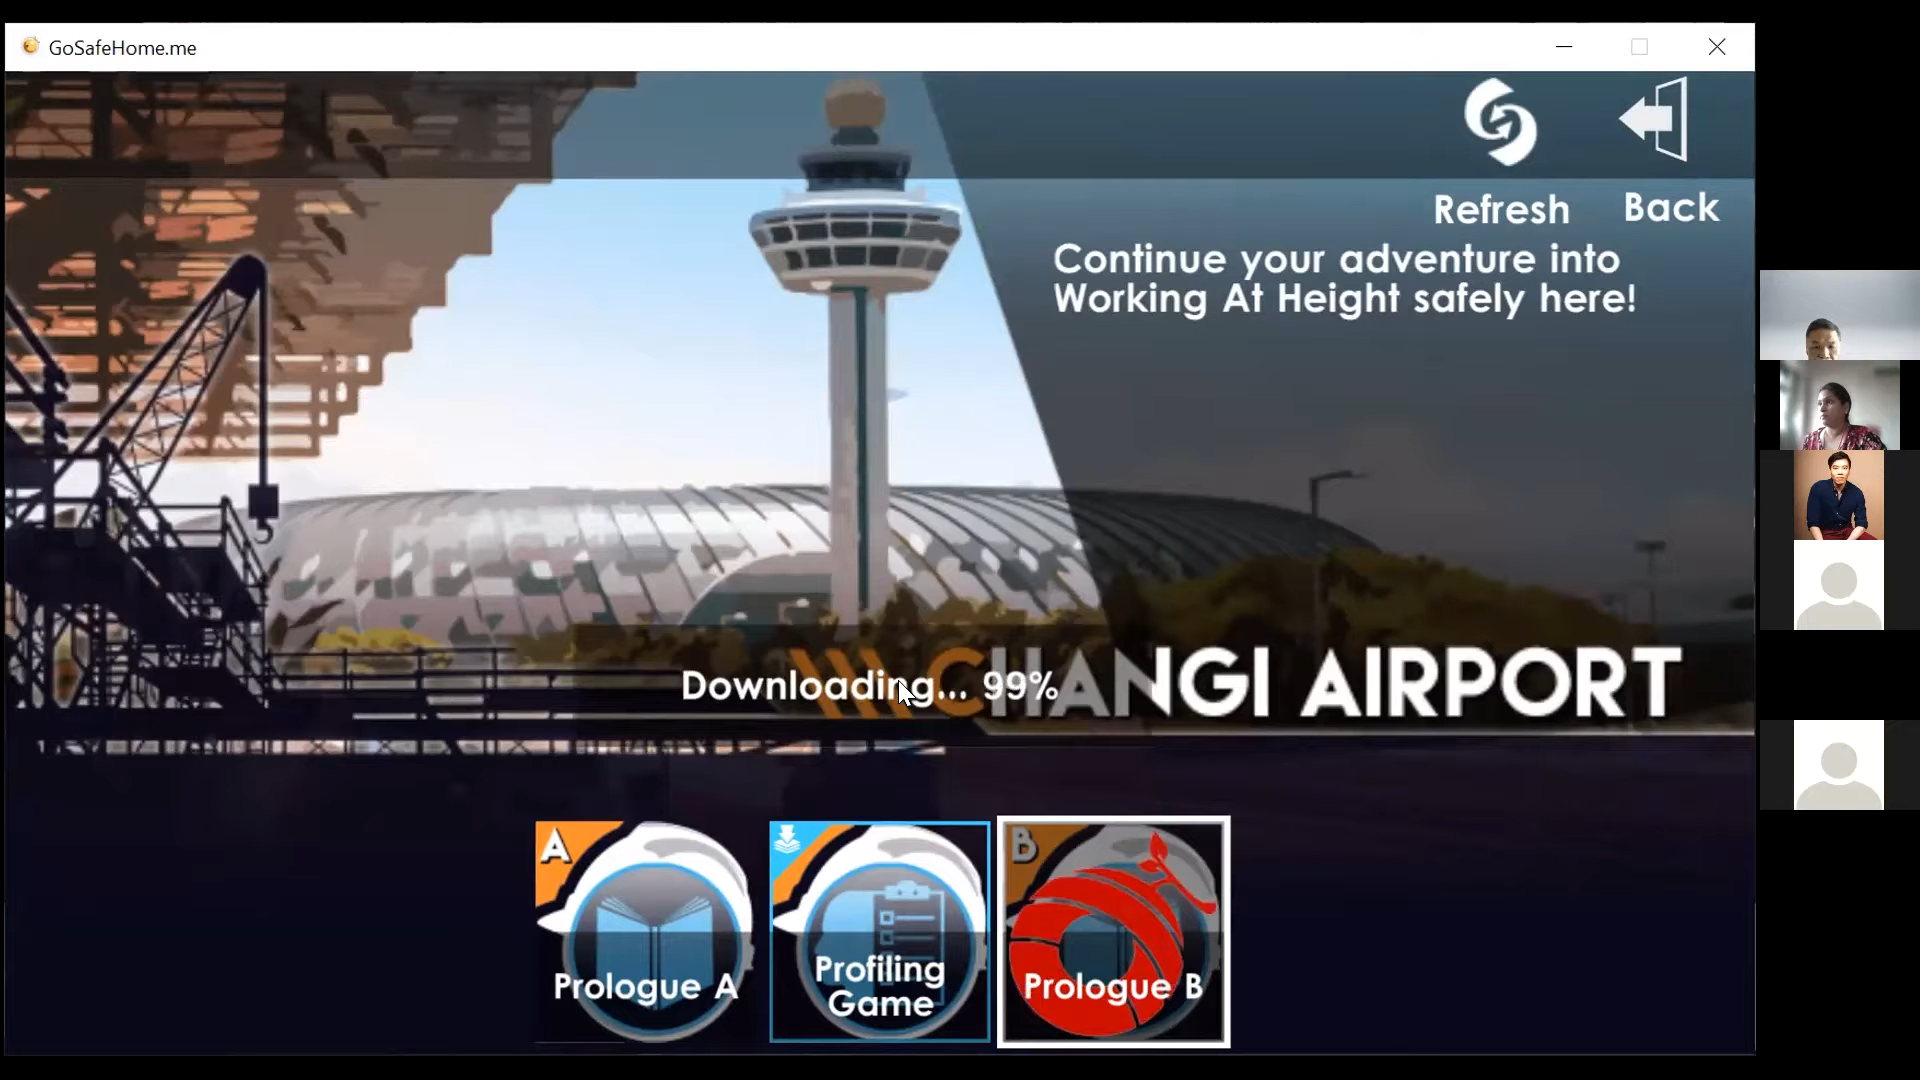 GoSafeHome.me
Refresh
Back
Continue your adventure into
Working At Height safely here!
CHANGI AIRPORT
Downloading... 99%
A
Prologue A
Profiling
Game
B
Prologue B